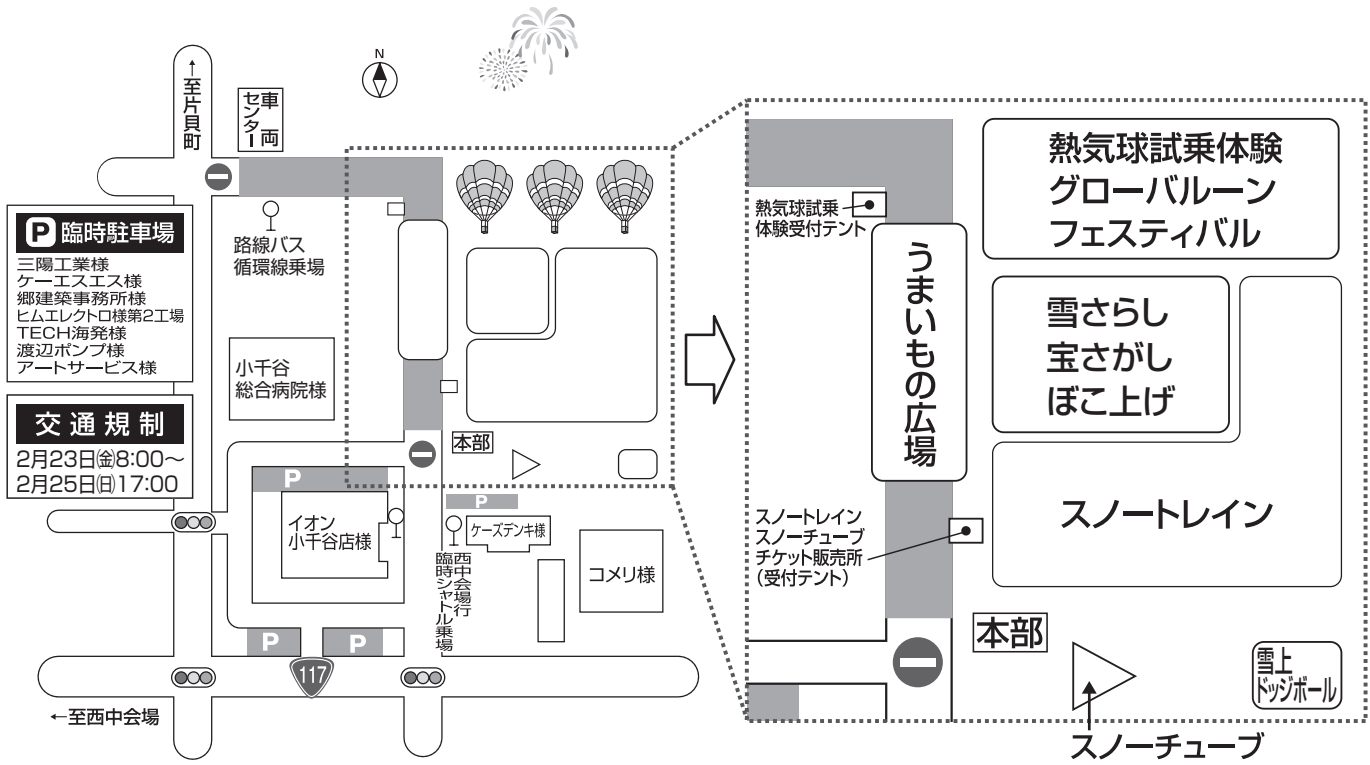 N
↑至片貝町
車両
センター
路線バス
循環線乗場
P 臨時駐車場
三陽工業様
ケーエスエス様
郷建築事務所様
ヒムエレクトロ様第2工場
TECH海発様
渡辺ポンプ様
アートサービス様
交通規制
2月23日㈮8:00〜
2月25日㈰17:00
小千谷
総合病院様
本部
P
イオン
小千谷店様
P
ケーズデンキ様
西中会場行
臨時シャトル乗場
コメリ様
P
P
117
←至西中会場
熱気球試乗体験
グローバルーン
フェスティバル
熱気球試乗
体験受付テント
うまいもの広場
雪さらし
宝さがし
ぼこ上げ
スノートレイン
スノートレイン
スノーチューブ
チケット販売所
(受付テント)
本部
雪上
ドッジボール
スノーチューブ